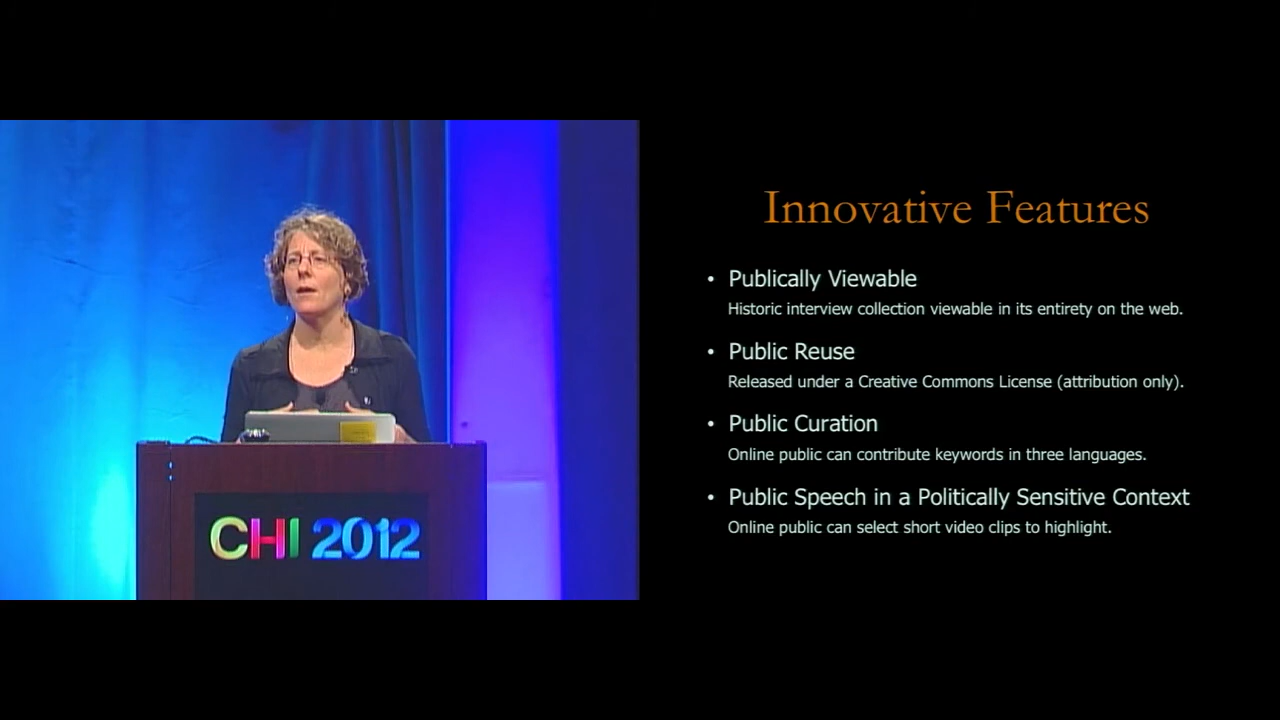 CHI 2012
Innovative Features
• Publically Viewable
Historic interview collection viewable in its entirety on the web.
• Public Reuse
Released under a Creative Commons License (attribution only).
• Public Curation
Online public can contribute keywords in three languages.
• Public Speech in a Politically Sensitive Context
Online public can select short video clips to highlight.